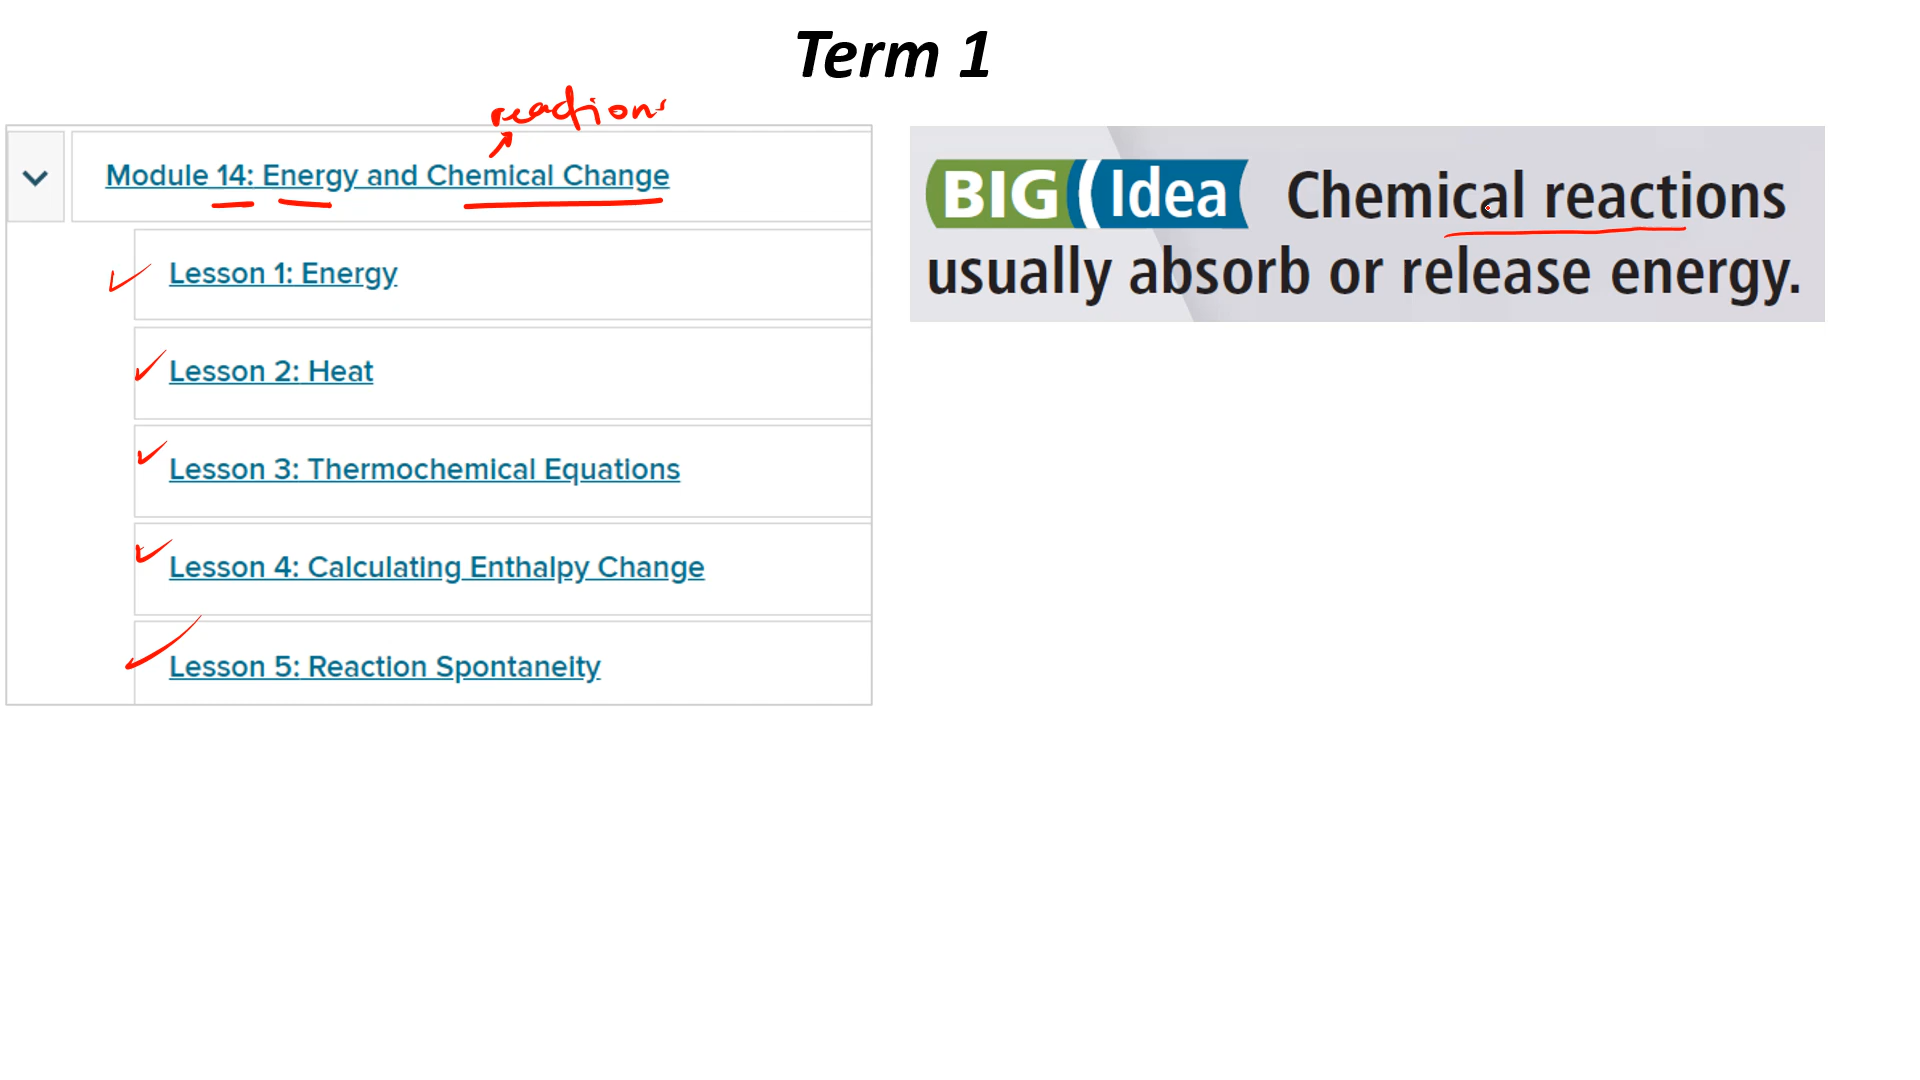 Term 1
reactions
Module 14: Energy and Chemical Change
Lesson 1: Energy
Lesson 2: Heat
Lesson 3: Thermochemical Equations
Lesson 4: Calculating Enthalpy Change
Lesson 5: Reaction Spontaneity
BIG Idea Chemical reactions
usually absorb or release energy.